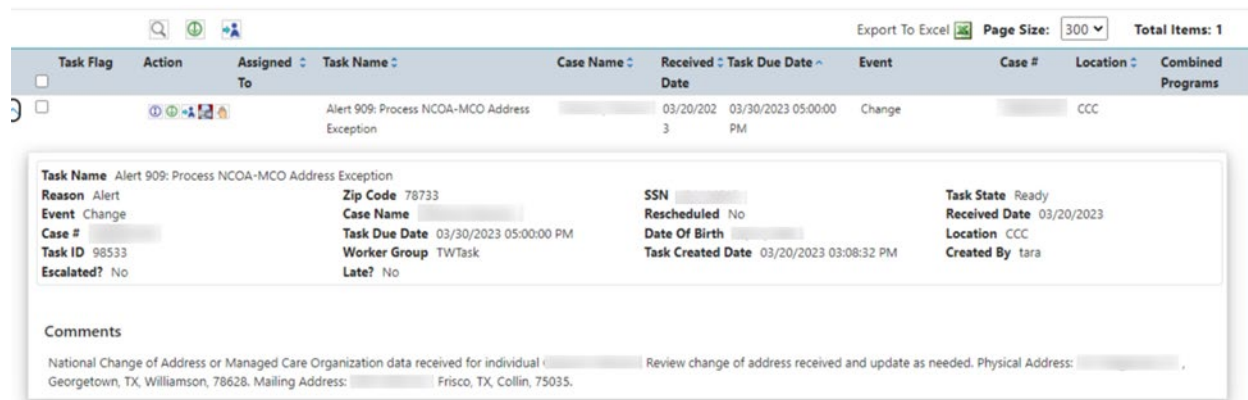 Export To Excel Page Size: 300 Total Items: 1
Task Flag Action Assigned To Task Name Case Name Received Date Task Due Date Event Case # Location Combined Programs
Alert 909: Process NCOA-MCO Address 03/20/202 03/30/2023 05:00:00 Change CCC
Exception 3 PM
Task Name Alert 909: Process NCOA-MCO Address Exception
Reason Alert Zip Code 78733 SSN Task State Ready
Event Change Case Name Rescheduled No Received Date 03/20/2023
Case # Task Due Date 03/30/2023 05:00:00 PM Date Of Birth Location CCC
Task ID 98533 Worker Group TWTask Task Created Date 03/20/2023 03:08:32 PM Created By tara
Escalated? No Late? No
Comments
National Change of Address or Managed Care Organization data received for individual Review change of address received and update as needed. Physical Address: ,
Georgetown, TX, Williamson, 78628. Mailing Address: Frisco, TX, Collin, 75035.